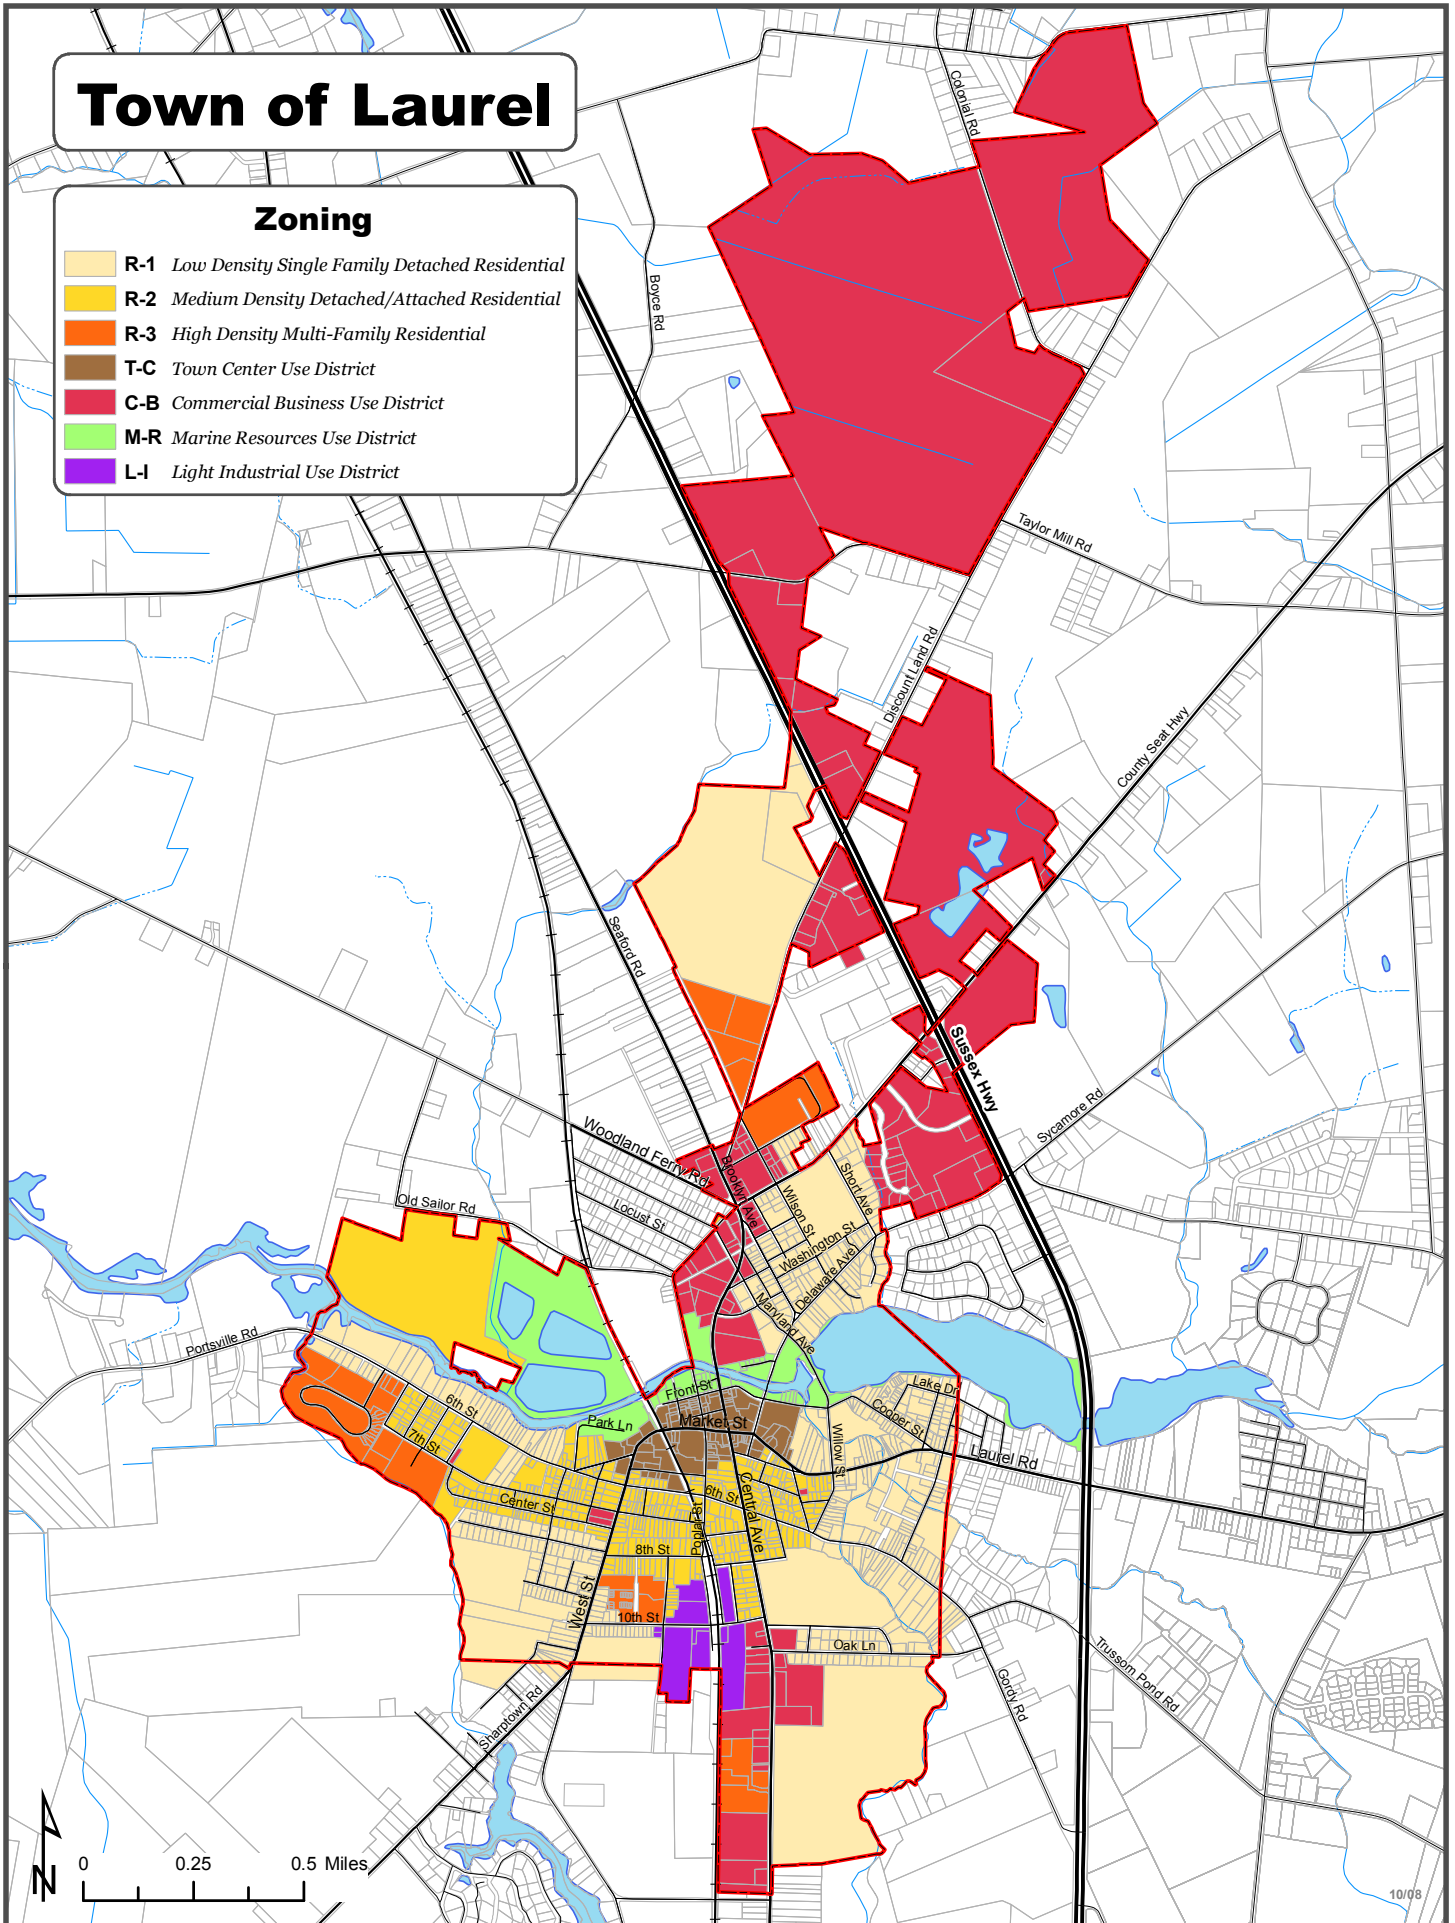 Town of Laurel
Zoning
R-1 Low Density Single Family Detached Residential
R-2 Medium Density Detached/Attached Residential
R-3 High Density Multi-Family Residential
T-C Town Center Use District
C-B Commercial Business Use District
M-R Marine Resources Use District
L-I Light Industrial Use District
Colonial Rd
Boyce Rd
Taylor Mill Rd
Discount Land Rd
County Seat Hwy
Seaford Rd
Sussex Hwy
Sycamore Rd
Woodland Ferry Rd
Brooklyn Ave
Short Ave
Wilson St
Old Sailor Rd
Locust St
Washington St
Delaware Ave
Maryland Ave
Portsville Rd
Front St
Lake Dr
6th St
Park Ln
Market St
Cooper St
7th St
Willow St
Laurel Rd
Center St
6th St
Poplar St
Central Ave
8th St
West St
10th St
Oak Ln
Sharptown Rd
Gordy Rd
Trussom Pond Rd
N
0 0.25 0.5 Miles
10/08